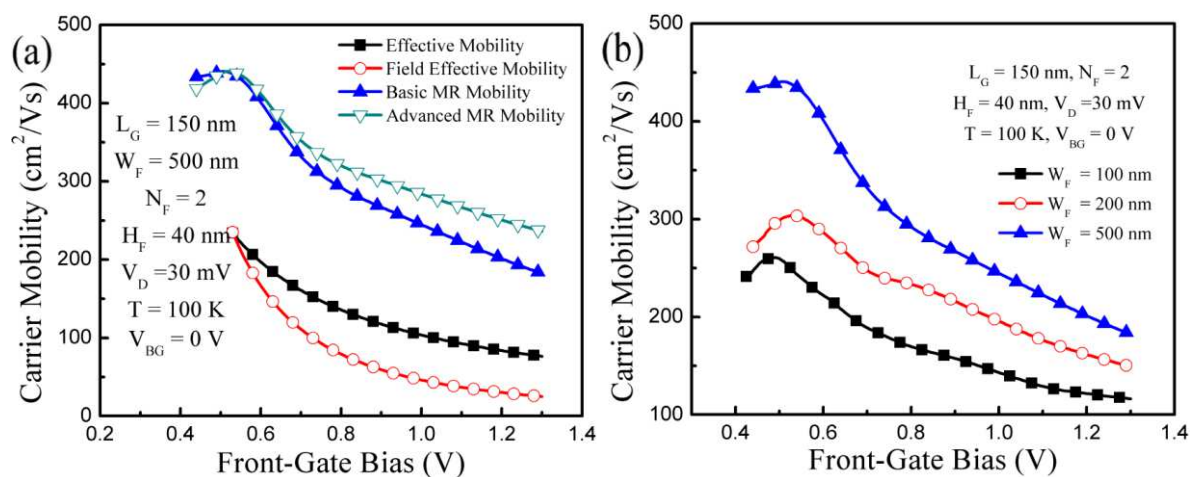 (a)
Effective Mobility
Field Effective Mobility
Basic MR Mobility
Advanced MR Mobility
L_G = 150 nm
W_F = 500 nm
N_F = 2
H_F = 40 nm
V_D = 30 mV
T = 100 K
V_BG = 0 V
Carrier Mobility (cm²/Vs)
500
400
300
200
100
0
0.2 0.4 0.6 0.8 1.0 1.2 1.4
Front-Gate Bias (V)
(b)
L_G = 150 nm, N_F = 2
H_F = 40 nm, V_D = 30 mV
T = 100 K, V_BG = 0 V
W_F = 100 nm
W_F = 200 nm
W_F = 500 nm
Carrier Mobility (cm²/Vs)
500
400
300
200
100
0.4 0.6 0.8 1.0 1.2 1.4
Front-Gate Bias (V)